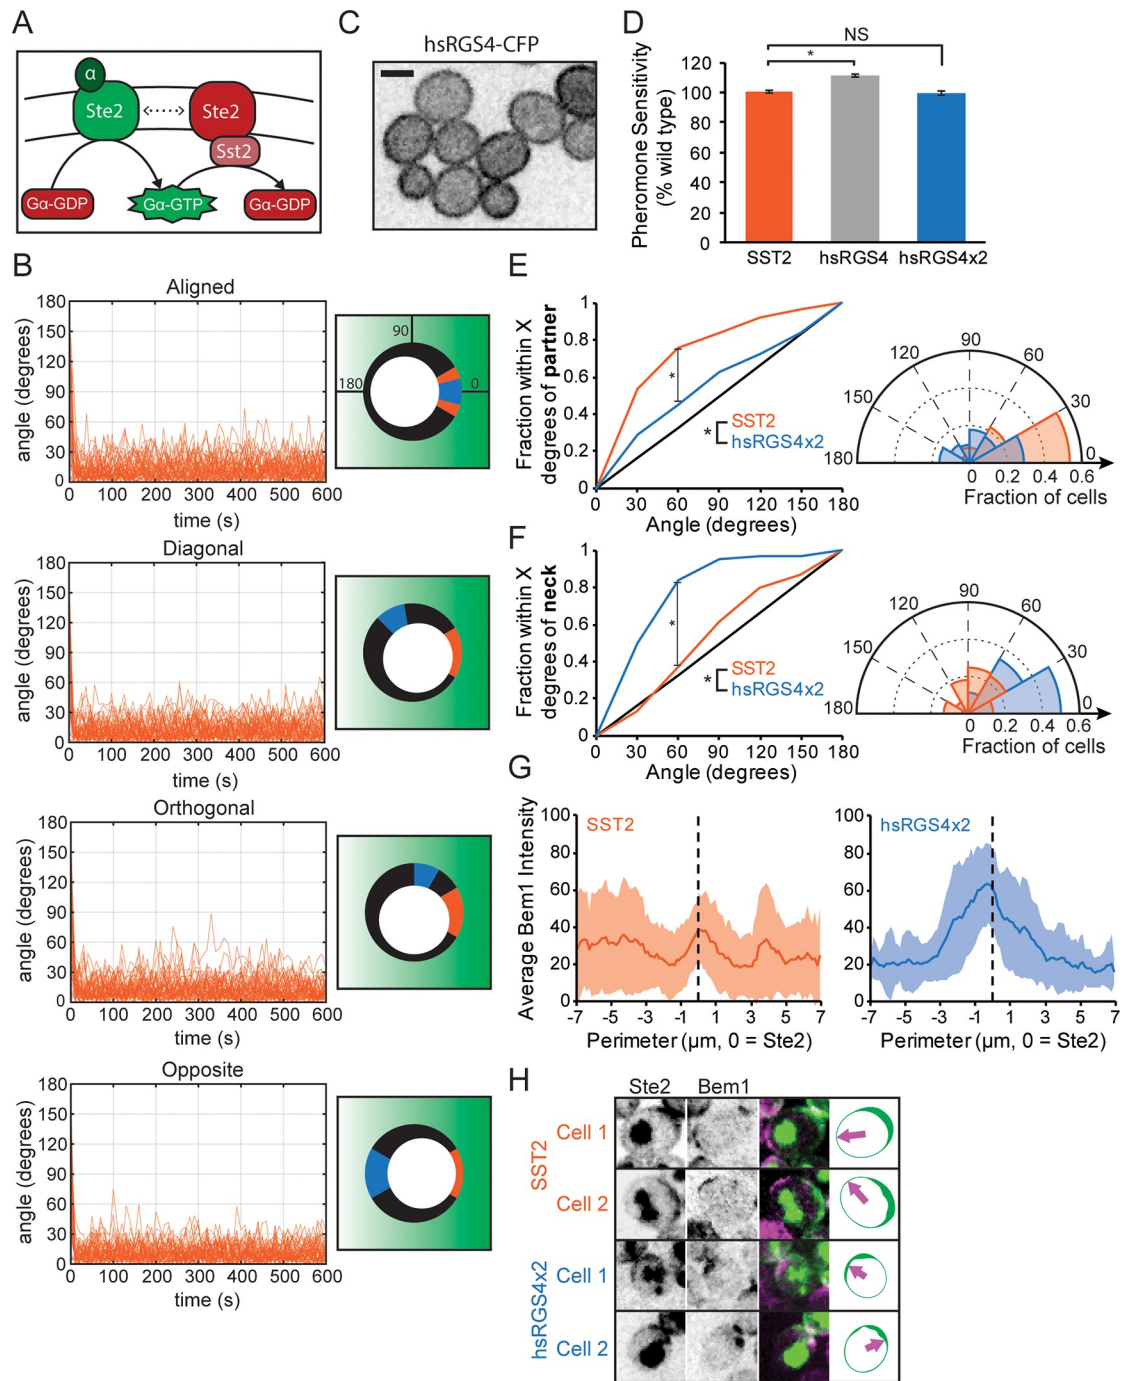 A
α
Ste2
Ste2
Sst2
Gα-GDP
Gα-GTP
Gα-GDP
C
hsRGS4-CFP
D
NS
*
Pheromone Sensitivity
(% wild type)
120
100
80
60
40
20
0
SST2 hsRGS4 hsRGS4x2
B
Aligned
angle (degrees)
180
150
120
90
60
30
0
0 100 200 300 400 500 600
time (s)
90
180
0
Diagonal
angle (degrees)
180
150
120
90
60
30
0
0 100 200 300 400 500 600
time (s)
Orthogonal
angle (degrees)
180
150
120
90
60
30
0
0 100 200 300 400 500 600
time (s)
Opposite
angle (degrees)
180
150
120
90
60
30
0
0 100 200 300 400 500 600
time (s)
E
Fraction within X
degrees of partner
1
0.8
0.6
0.4
0.2
0
0 30 60 90 120 150 180
Angle (degrees)
*
* SST2
hsRGS4x2
90
120 60
150 30
180 0
0 0.2 0.4 0.6
Fraction of cells
F
Fraction within X
degrees of neck
1
0.8
0.6
0.4
0.2
0
0 30 60 90 120 150 180
Angle (degrees)
*
* SST2
hsRGS4x2
90
120 60
150 30
180 0
0 0.2 0.4 0.6
Fraction of cells
G
Average Bem1 Intensity
SST2
100
80
60
40
20
0
-7 -5 -3 -1 1 3 5 7
Perimeter (μm, 0 = Ste2)
hsRGS4x2
100
80
60
40
20
0
-7 -5 -3 -1 1 3 5 7
Perimeter (μm, 0 = Ste2)
H
Ste2 Bem1
SST2
Cell 1
Cell 2
hsRGS4x2
Cell 1
Cell 2